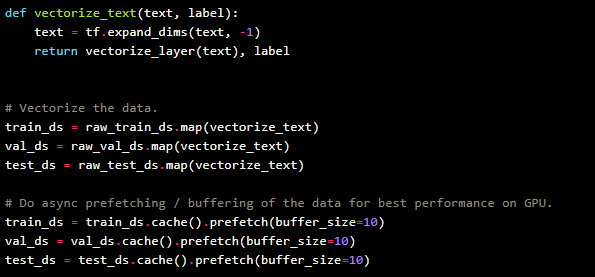 def vectorize_text(text, label):
    text = tf.expand_dims(text, -1)
    return vectorize_layer(text), label
# Vectorize the data.
train_ds = raw_train_ds.map(vectorize_text)
val_ds = raw_val_ds.map(vectorize_text)
test_ds = raw_test_ds.map(vectorize_text)
# Do async prefetching / buffering of the data for best performance on GPU.
train_ds = train_ds.cache().prefetch(buffer_size=10)
val_ds = val_ds.cache().prefetch(buffer_size=10)
test_ds = test_ds.cache().prefetch(buffer_size=10)